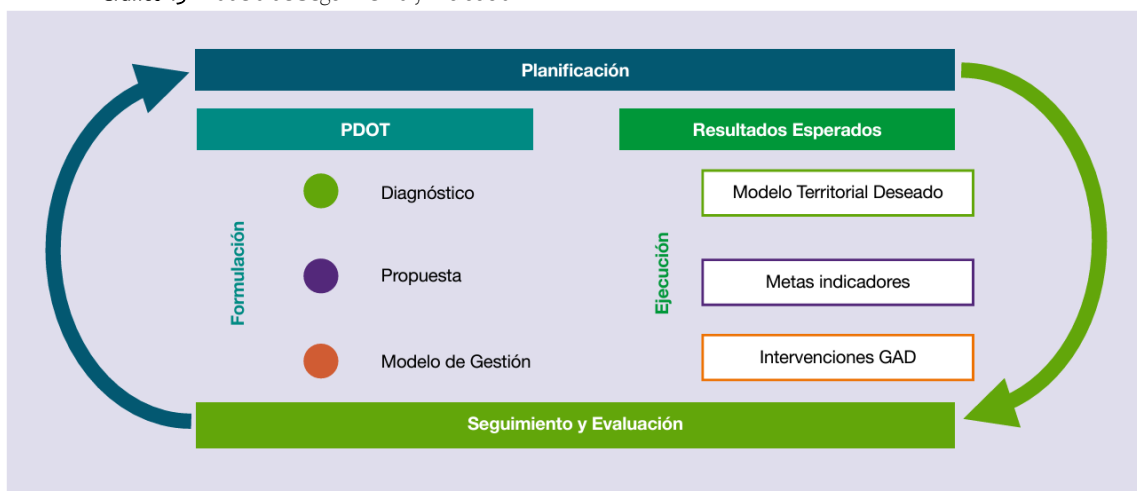 Planificación
PDOT
Resultados Esperados
Formulación
Diagnóstico
Propuesta
Modelo de Gestión
Ejecución
Modelo Territorial Deseado
Metas indicadores
Intervenciones GAD
Seguimiento y Evaluación